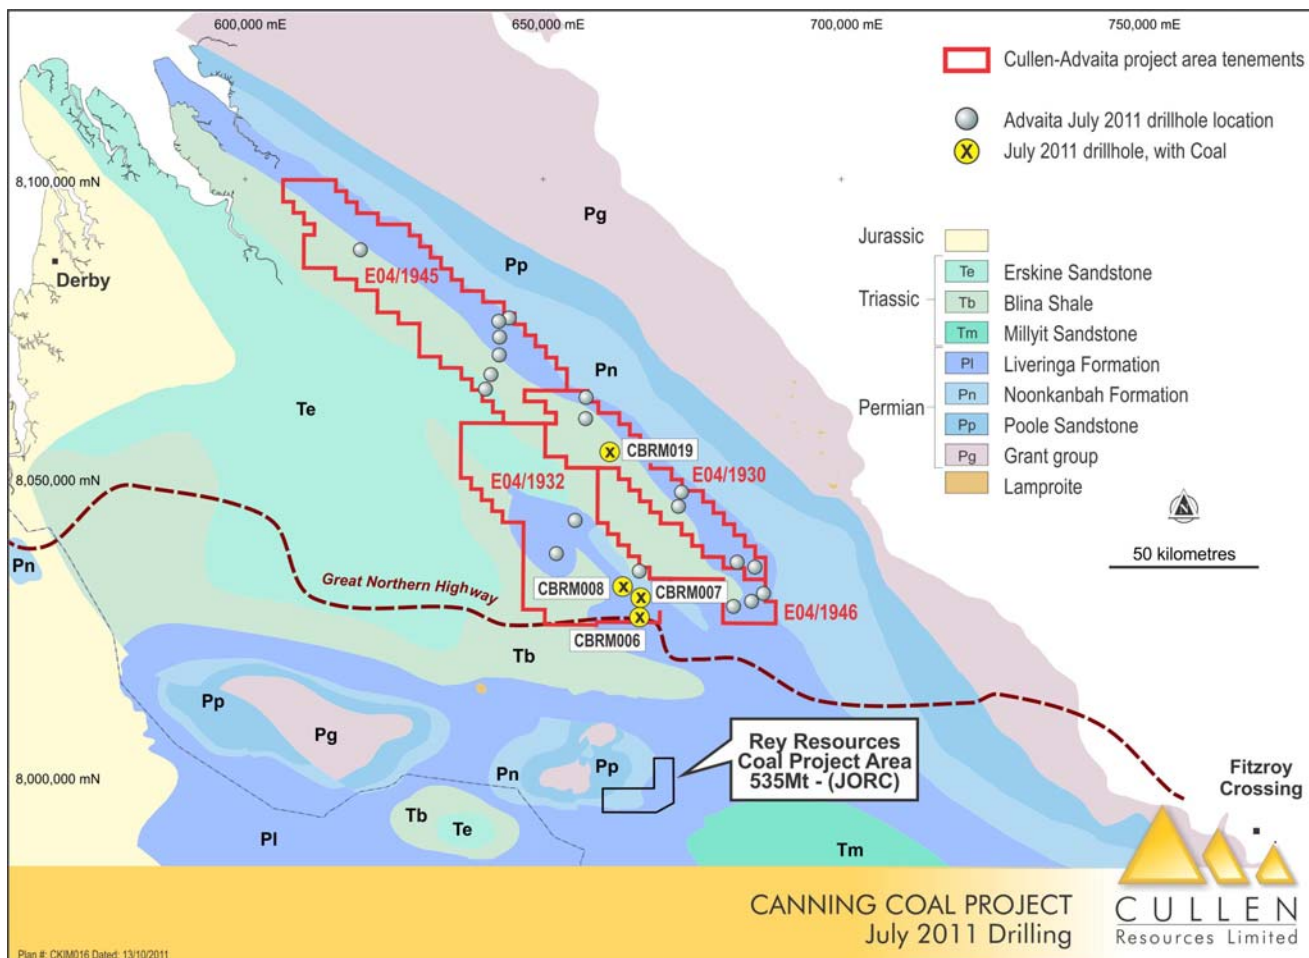 600,000 mE
650,000 mE
700,000 mE
750,000 mE
Cullen-Advaita project area tenements
Advaita July 2011 drillhole location
X
July 2011 drillhole, with Coal
8,100,000 mN
Pg
Derby
E04/1945
Pp
Jurassic
Te
Erskine Sandstone
Triassic
Tb
Blina Shale
Tm
Millyit Sandstone
Pl
Liveringa Formation
Pn
Noonkanbah Formation
Permian
Pp
Poole Sandstone
Pg
Grant group
Lamproite
Pn
Te
X
CBRM019
8,050,000 mN
E04/1932
E04/1930
N
50 kilometres
Pn
Great Northern Highway
CBRM008
X
X
CBRM007
X
CBRM006
E04/1946
Tb
Pp
Pg
Rey Resources
Coal Project Area
535Mt - (JORC)
8,000,000 mN
Pn
Pp
Fitzroy
Crossing
Tb
Te
Pl
Tm
CANNING COAL PROJECT
July 2011 Drilling
CULLEN
Resources Limited
Plan #: CKIM016 Dated: 13/10/2011